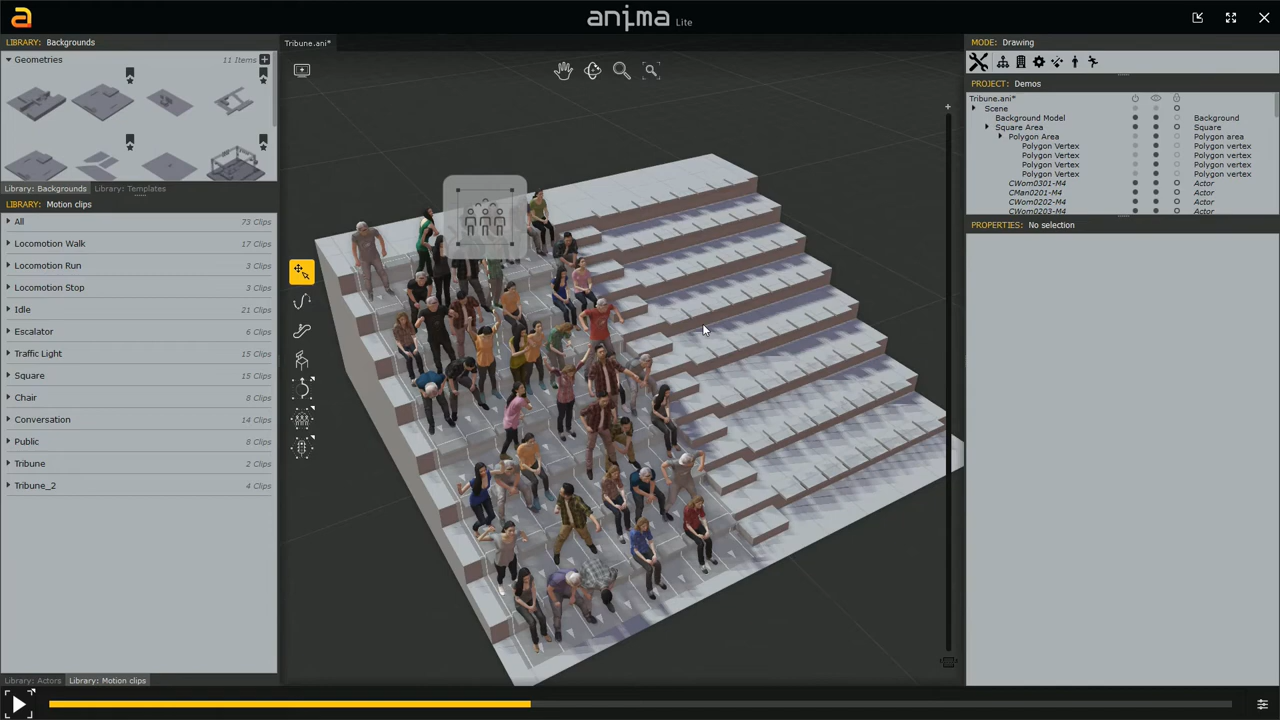 anima Lite
LIBRARY: Backgrounds
Geometries 11 Items
Library: Backgrounds Library: Templates
LIBRARY: Motion clips
All 73 Clips
Locomotion Walk 17 Clips
Locomotion Run 3 Clips
Locomotion Stop 3 Clips
Idle 21 Clips
Escalator 6 Clips
Traffic Light 15 Clips
Square 15 Clips
Chair 8 Clips
Conversation 14 Clips
Public 8 Clips
Tribune 2 Clips
Tribune_2 4 Clips
Library: Actors Library: Motion clips
Tribune.ani*
MODE: Drawing
PROJECT: Demos
Tribune.ani*
Scene
Background Model Background
Square Area Square
Polygon Area Polygon area
Polygon Vertex Polygon vertex
Polygon Vertex Polygon vertex
Polygon Vertex Polygon vertex
Polygon Vertex Polygon vertex
CWom0301-M4 Actor
CMan0201-M4 Actor
CWom0202-M4 Actor
CWom0203-M4 Actor
PROPERTIES: No selection